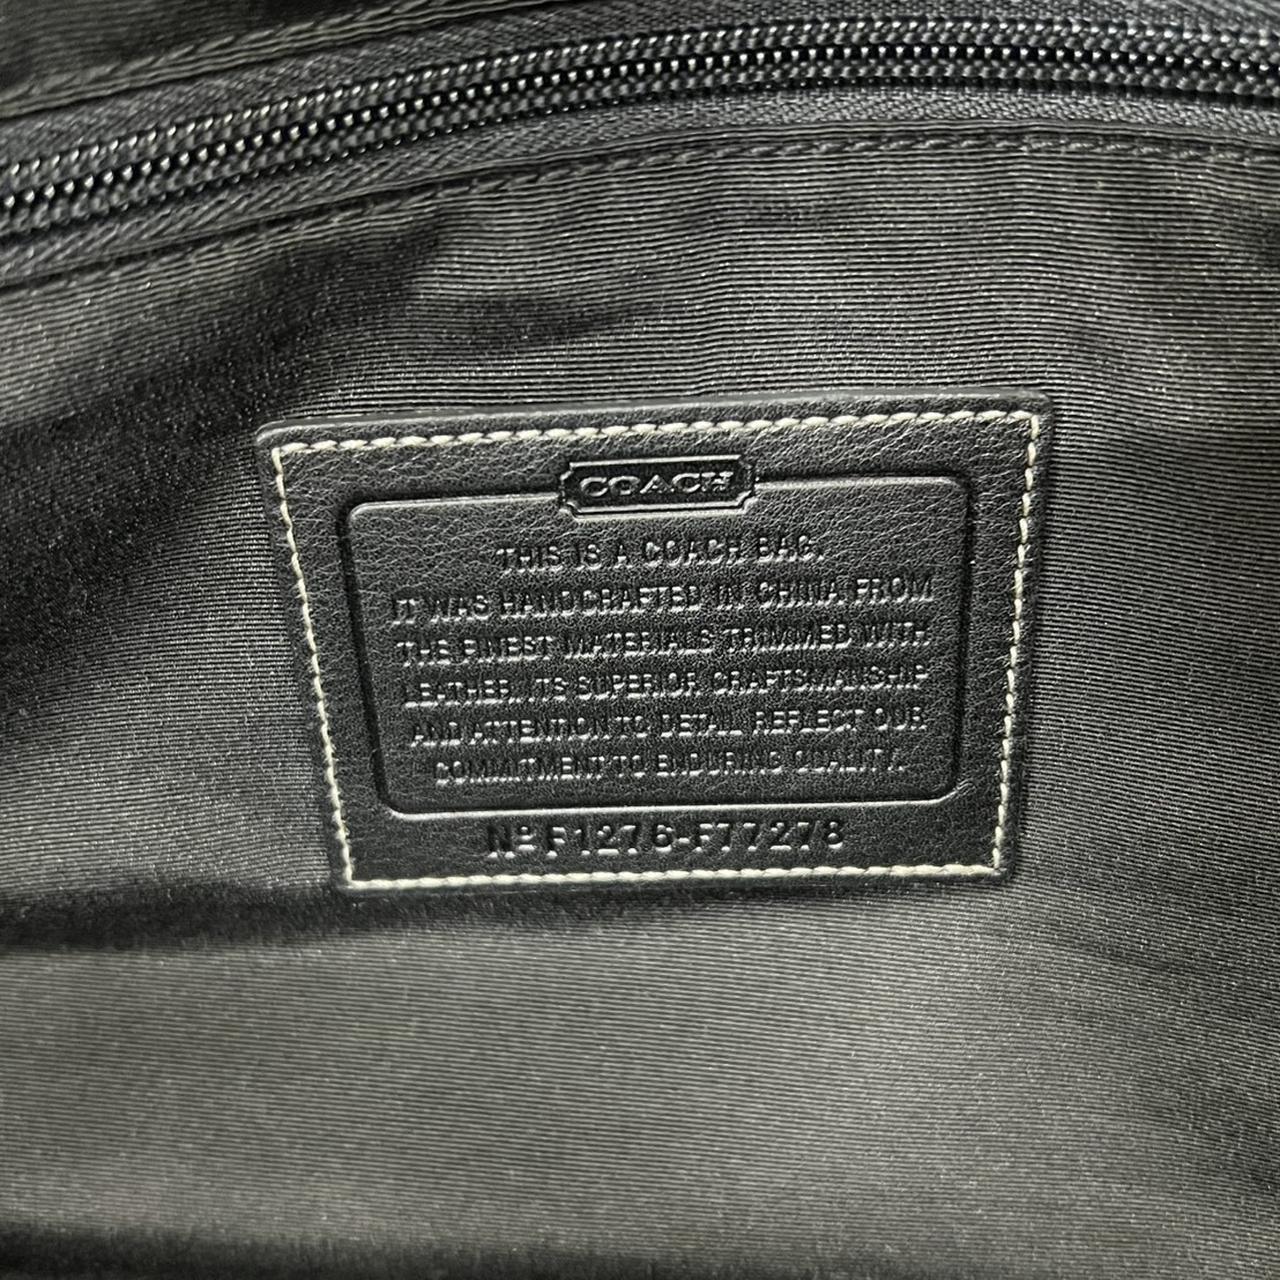 COACH
THIS IS A COACH BAG.
IT WAS HANDCRAFTED IN CHINA FROM
THE FINEST MATERIALS TRIMMED WITH
LEATHER. ITS SUPERIOR CRAFTSMANSHIP
AND ATTENTION TO DETAIL REFLECT OUR
COMMITMENT TO ENDURING QUALITY.
Nº F1276-F77278